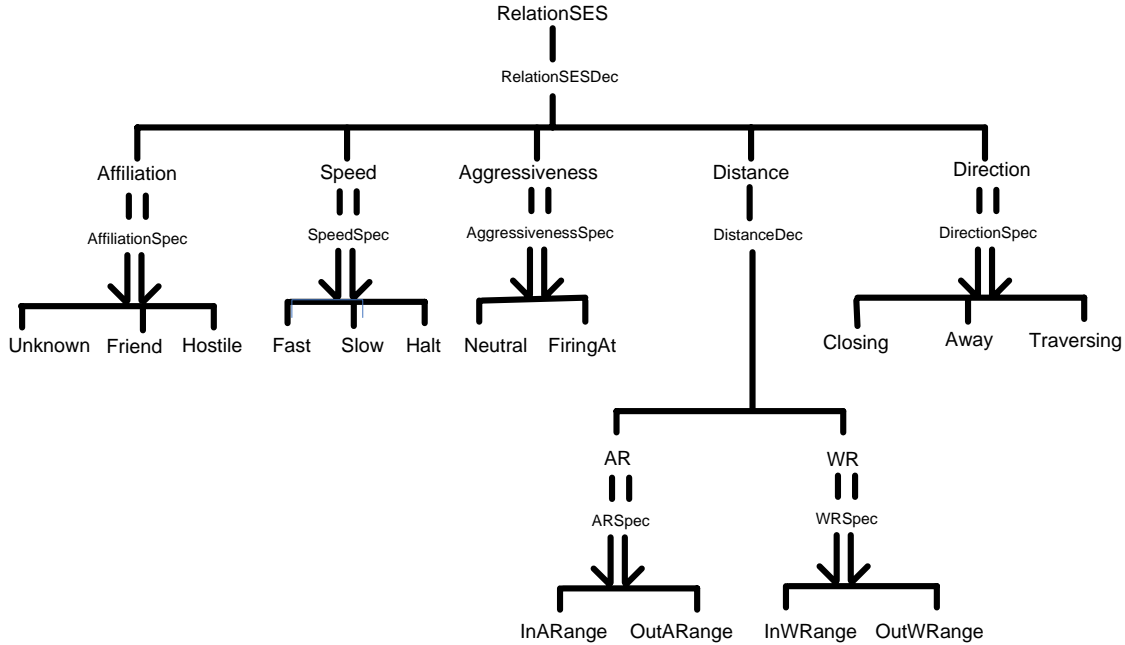 RelationSES
RelationSESDec
Affiliation Speed Aggressiveness Distance Direction
AffiliationSpec SpeedSpec AggressivenessSpec DistanceDec DirectionSpec
Unknown Friend Hostile Fast Slow Halt Neutral FiringAt Closing Away Traversing
AR WR
ARSpec WRSpec
InARange OutARange InWRange OutWRange